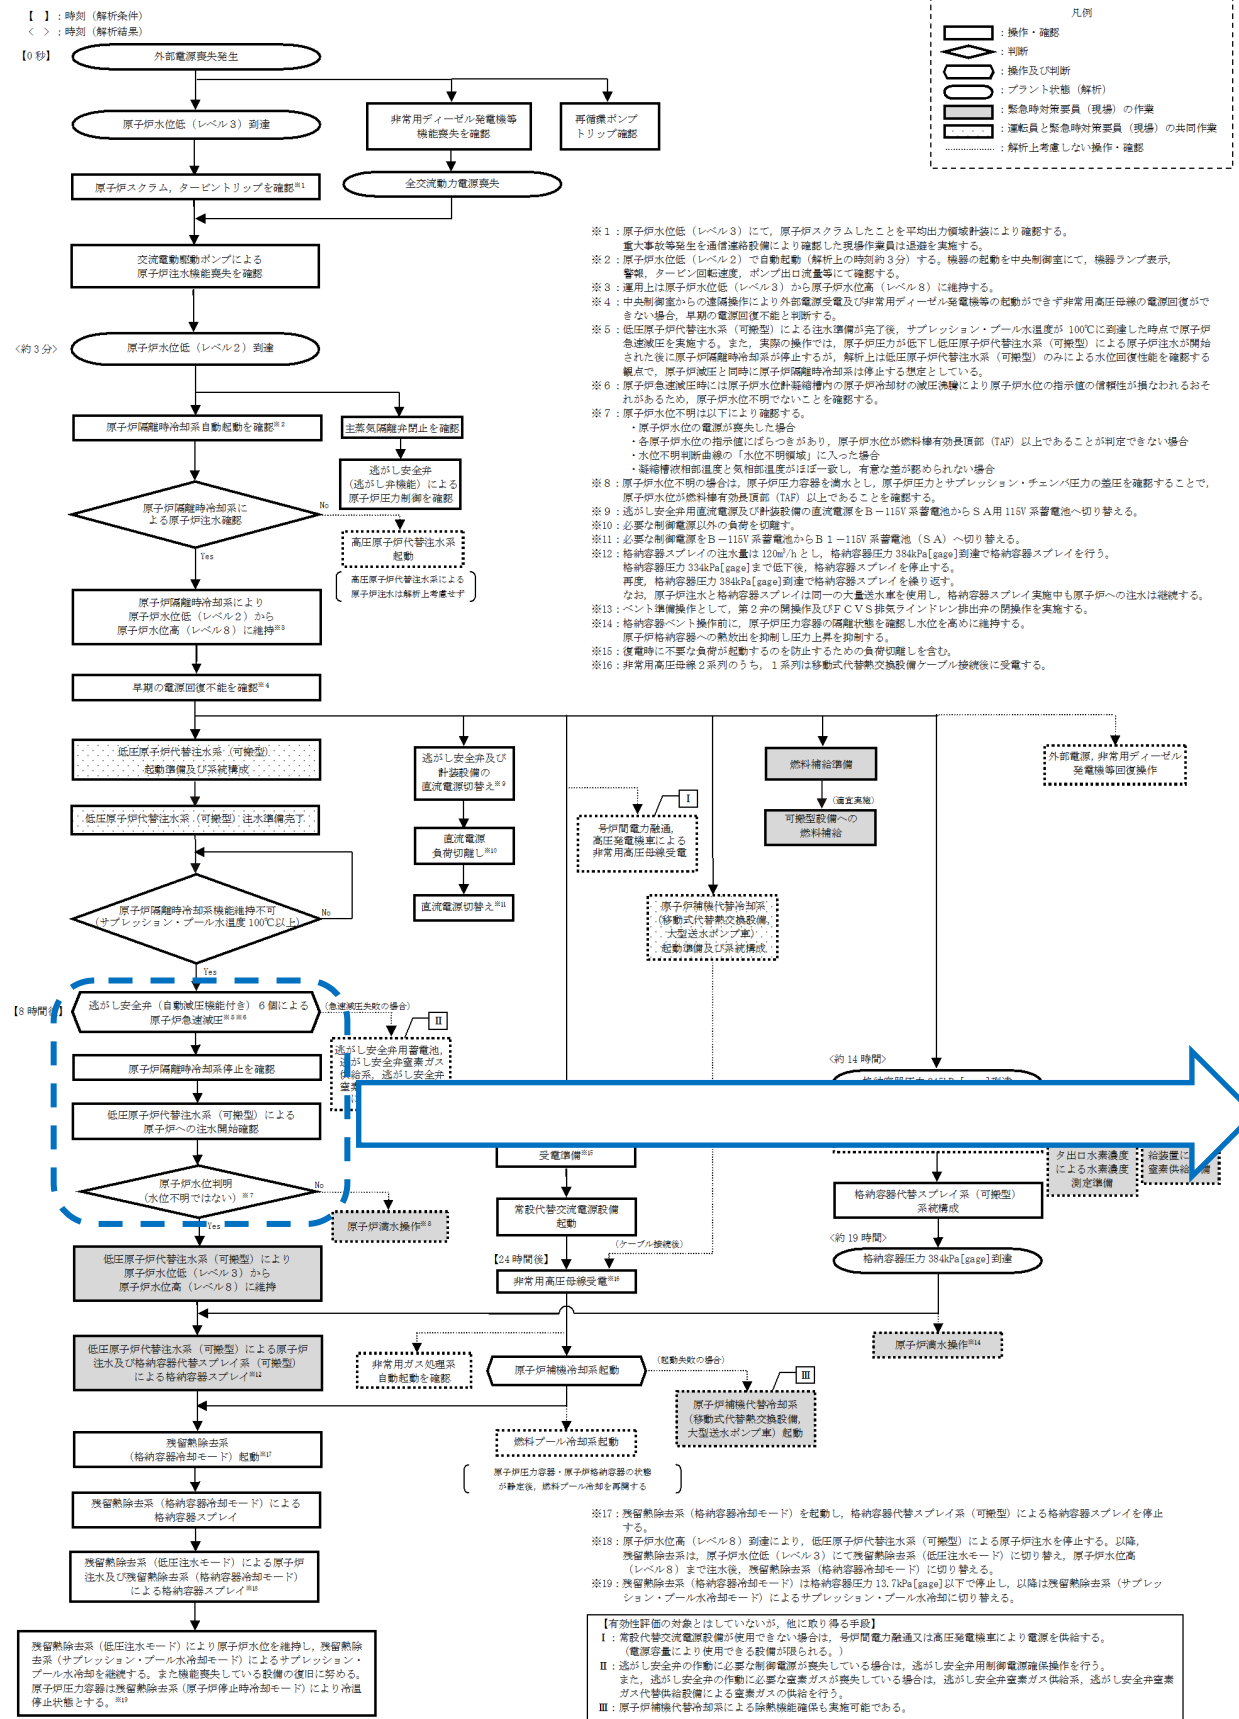 【　】：時刻（解析条件）
＜　＞：時刻（解析結果）
【0秒】
外部電源喪失発生
原子炉水位低（レベル３）到達
非常用ディーゼル発電機等
機能喪失を確認
再循環ポンプ
トリップ確認
全交流動力電源喪失
原子炉スクラム，タービントリップを確認※1
交流電動駆動ポンプによる
原子炉注水機能喪失を確認
<約３分>
原子炉水位低（レベル２）到達
原子炉隔離時冷却系自動起動を確認※2
主蒸気隔離弁閉止を確認
逃がし安全弁
（逃がし弁機能）による
原子炉圧力制御を確認
原子炉隔離時冷却系に
よる原子炉注水確認
No
Yes
高圧原子炉代替注水系
起動
高圧原子炉代替注水系による
原子炉注水は解析上考慮せず
原子炉隔離時冷却系により
原子炉水位低（レベル２）から
原子炉水位高（レベル８）に維持※3
早期の電源回復不能を確認※4
凡例
：操作・確認
：判断
：操作及び判断
：プラント状態（解析）
：緊急時対策要員（現場）の作業
：運転員と緊急時対策要員（現場）の共同作業
：解析上考慮しない操作・確認
※１：原子炉水位低（レベル３）にて，原子炉スクラムしたことを平均出力領域計装により確認する。
重大事故等発生を通信連絡設備により確認した現場作業員は退避を実施する。
※２：原子炉水位低（レベル２）で自動起動（解析上の時刻約３分）する。機器の起動を中央制御室にて，機器ランプ表示，
警報，タービン回転速度，ポンプ出口流量等にて確認する。
※３：運用上は原子炉水位低（レベル３）から原子炉水位高（レベル８）に維持する。
※４：中央制御室からの遠隔操作により外部電源受電及び非常用ディーゼル発電機等の起動ができず非常用高圧母線の電源回復がで
きない場合，早期の電源回復不能と判断する。
※５：低圧原子炉代替注水系（可搬型）による注水準備が完了後，サプレッション・プール水温度が 100℃に到達した時点で原子炉
急速減圧を実施する。また，実際の操作では，原子炉圧力が低下し低圧原子炉代替注水系（可搬型）による原子炉注水が開始
された後に原子炉隔離時冷却系が停止するが，解析上は低圧原子炉代替注水系（可搬型）のみによる水位回復性能を確認する
観点で，原子炉減圧と同時に原子炉隔離時冷却系は停止する想定としている。
※６：原子炉急速減圧時には原子炉水位計凝縮槽内の原子炉冷却材の減圧沸騰により原子炉水位の指示値の信頼性が損なわれるおそ
れがあるため，原子炉水位不明でないことを確認する。
※７：原子炉水位不明は以下により確認する。
・原子炉水位の電源が喪失した場合
・各原子炉水位の指示値にばらつきがあり，原子炉水位が燃料棒有効長頂部（TAF）以上であることが判定できない場合
・水位不明判断曲線の「水位不明領域」に入った場合
・凝縮槽液相部温度と気相部温度がほぼ一致し，有意な差が認められない場合
※８：原子炉水位不明の場合は，原子炉圧力容器を満水とし，原子炉圧力とサプレッション・チェンバ圧力の差圧を確認することで，
原子炉水位が燃料棒有効長頂部（TAF）以上であることを確認する。
※９：逃がし安全弁用直流電源及び計装設備の直流電源をＢ－115V系蓄電池からＳＡ用 115V系蓄電池へ切り替える。
※10：必要な制御電源以外の負荷を切離す。
※11：必要な制御電源をＢ－115V系蓄電池からＢ１－115V系蓄電池（ＳＡ）へ切り替える。
※12：格納容器スプレイの注水量は 120m³/h とし，格納容器圧力 384kPa[gage]到達で格納容器スプレイを行う。
格納容器圧力 334kPa[gage]まで低下後，格納容器スプレイを停止する。
再度，格納容器圧力 384kPa[gage]到達で格納容器スプレイを繰り返す。
なお，原子炉注水と格納容器スプレイは同一の大量送水車を使用し，格納容器スプレイ実施中も原子炉への注水は継続する。
※13：ベント準備操作として，第２弁の開操作及びＦＣＶＳ排気ラインドレン排出弁の閉操作を実施する。
※14：格納容器ベント操作前に，原子炉圧力容器の隔離状態を確認し水位を高めに維持する。
原子炉格納容器への熱放出を抑制し圧力上昇を抑制する。
※15：復電時に不要な負荷が起動するのを防止するための負荷切離しを含む。
※16：非常用高圧母線２系列のうち，１系列は移動式代替熱交換設備ケーブル接続後に受電する。
低圧原子炉代替注水系（可搬型）
起動準備及び系統構成
低圧原子炉代替注水系（可搬型）注水準備完了
原子炉隔離時冷却系機能維持不可
（サプレッション・プール水温度 100℃以上）
No
Yes
逃がし安全弁及び
計装設備の
直流電源切替え※9
直流電源
負荷切離し※10
直流電源切替え※11
Ⅰ
号炉間電力融通，
高圧発電機車による
非常用高圧母線受電
原子炉補機代替冷却系
（移動式代替熱交換設備，
大型送水ポンプ車）
起動準備及び系統構成
燃料補給準備
（適宜実施）
可搬型設備への
燃料補給
外部電源，非常用ディーゼル
発電機等回復操作
【8時間後】
逃がし安全弁（自動減圧機能付き）６個による
原子炉急速減圧※5※6
（急速減圧失敗の場合）
Ⅱ
逃がし安全弁用蓄電池，
逃がし安全弁窒素ガス
供給系，逃がし安全弁
窒素
原子炉隔離時冷却系停止を確認
低圧原子炉代替注水系（可搬型）による
原子炉への注水開始確認
原子炉水位判明
（水位不明ではない）※7
No
Yes
原子炉満水操作※8
<約 14 時間>
受電準備※15
タ出口水素濃度
による水素濃度
測定準備
給装置に
窒素供給準備
常設代替交流電源設備
起動
格納容器代替スプレイ系（可搬型）
系統構成
<約 19 時間>
格納容器圧力 384kPa[gage]到達
（ケーブル接続後）
【24時間後】
非常用高圧母線受電※16
低圧原子炉代替注水系（可搬型）により
原子炉水位低（レベル３）から
原子炉水位高（レベル８）に維持
原子炉満水操作※14
低圧原子炉代替注水系（可搬型）による原子炉
注水及び格納容器代替スプレイ系（可搬型）
による格納容器スプレイ※12
非常用ガス処理系
自動起動を確認
原子炉補機冷却系起動
（起動失敗の場合）
Ⅲ
原子炉補機代替冷却系
（移動式代替熱交換設備，
大型送水ポンプ車）起動
燃料プール冷却系起動
原子炉圧力容器・原子炉格納容器の状態
が静定後，燃料プール冷却を再開する
残留熱除去系
（格納容器冷却モード）起動※17
残留熱除去系（格納容器冷却モード）による
格納容器スプレイ
残留熱除去系（低圧注水モード）による原子炉
注水及び残留熱除去系（格納容器冷却モード）
による格納容器スプレイ※18
残留熱除去系（低圧注水モード）により原子炉水位を維持し，残留熱除
去系（サプレッション・プール水冷却モード）によるサプレッション・
プール水冷却を継続する。また機能喪失している設備の復旧に努める。
原子炉圧力容器は残留熱除去系（原子炉停止時冷却モード）により冷温
停止状態とする。※19
※17：残留熱除去系（格納容器冷却モード）を起動し，格納容器代替スプレイ系（可搬型）による格納容器スプレイを停止
する。
※18：原子炉水位高（レベル８）到達により，低圧原子炉代替注水系（可搬型）による原子炉注水を停止する。以降，
残留熱除去系は，原子炉水位低（レベル３）にて残留熱除去系（低圧注水モード）に切り替え，原子炉水位高
（レベル８）まで注水後，残留熱除去系（格納容器冷却モード）に切り替える。
※19：残留熱除去系（格納容器冷却モード）は格納容器圧力 13.7kPa[gage]以下で停止し，以降は残留熱除去系（サプレッ
ション・プール水冷却モード）によるサプレッション・プール水冷却に切り替える。
【有効性評価の対象とはしていないが，他に取り得る手段】
Ⅰ：常設代替交流電源設備が使用できない場合は，号炉間電力融通又は高圧発電機車により電源を供給する。
（電源容量により使用できる設備が限られる。）
Ⅱ：逃がし安全弁の作動に必要な制御電源が喪失している場合は，逃がし安全弁用制御電源確保操作を行う。
また，逃がし安全弁の作動に必要な窒素ガスが喪失している場合は，逃がし安全弁窒素ガス供給系，逃がし安全弁窒素
ガス代替供給設備による窒素ガスの供給を行う。
Ⅲ：原子炉補機代替冷却系による除熱機能確保も実施可能である。